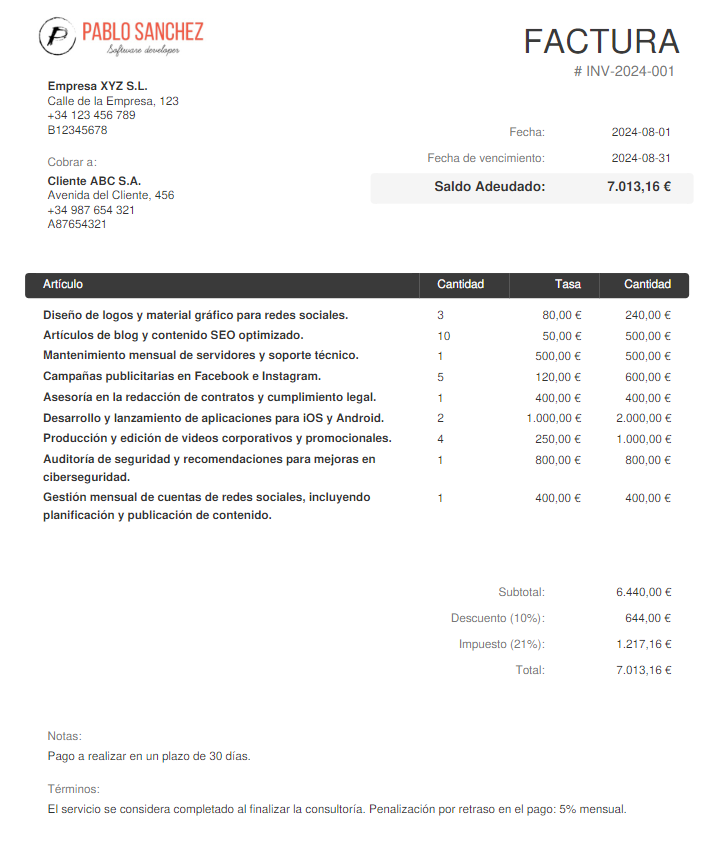 PABLO SANCHEZ
Software developer
FACTURA
# INV-2024-001
Empresa XYZ S.L.
Calle de la Empresa, 123
+34 123 456 789
B12345678
Fecha: 2024-08-01
Fecha de vencimiento: 2024-08-31
Saldo Adeudado: 7.013,16 €
Cobrar a:
Cliente ABC S.A.
Avenida del Cliente, 456
+34 987 654 321
A87654321
Artículo Cantidad Tasa Cantidad
Diseño de logos y material gráfico para redes sociales. 3 80,00 € 240,00 €
Artículos de blog y contenido SEO optimizado. 10 50,00 € 500,00 €
Mantenimiento mensual de servidores y soporte técnico. 1 500,00 € 500,00 €
Campañas publicitarias en Facebook e Instagram. 5 120,00 € 600,00 €
Asesoría en la redacción de contratos y cumplimiento legal. 1 400,00 € 400,00 €
Desarrollo y lanzamiento de aplicaciones para iOS y Android. 2 1.000,00 € 2.000,00 €
Producción y edición de videos corporativos y promocionales. 4 250,00 € 1.000,00 €
Auditoría de seguridad y recomendaciones para mejoras en 1 800,00 € 800,00 €
ciberseguridad.
Gestión mensual de cuentas de redes sociales, incluyendo 1 400,00 € 400,00 €
planificación y publicación de contenido.
Subtotal: 6.440,00 €
Descuento (10%): 644,00 €
Impuesto (21%): 1.217,16 €
Total: 7.013,16 €
Notas:
Pago a realizar en un plazo de 30 días.
Términos:
El servicio se considera completado al finalizar la consultoría. Penalización por retraso en el pago: 5% mensual.